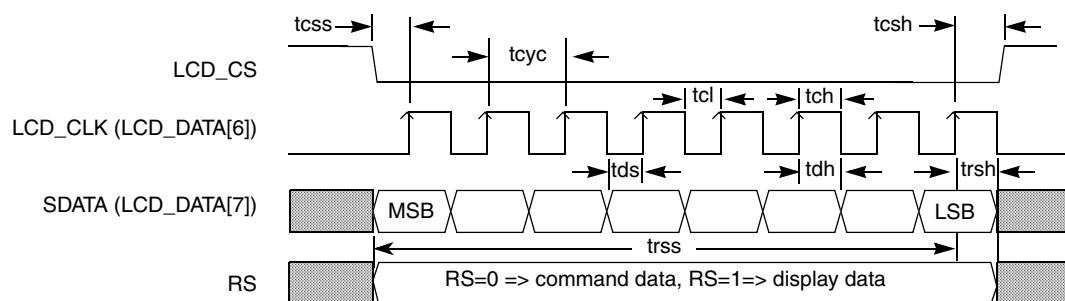 tcss
tcsh
tcyc
LCD_CS
tcl
tch
LCD_CLK (LCD_DATA[6])
tds
tdh
trsh
SDATA (LCD_DATA[7])
MSB
LSB
trss
RS
RS=0 => command data, RS=1=> display data